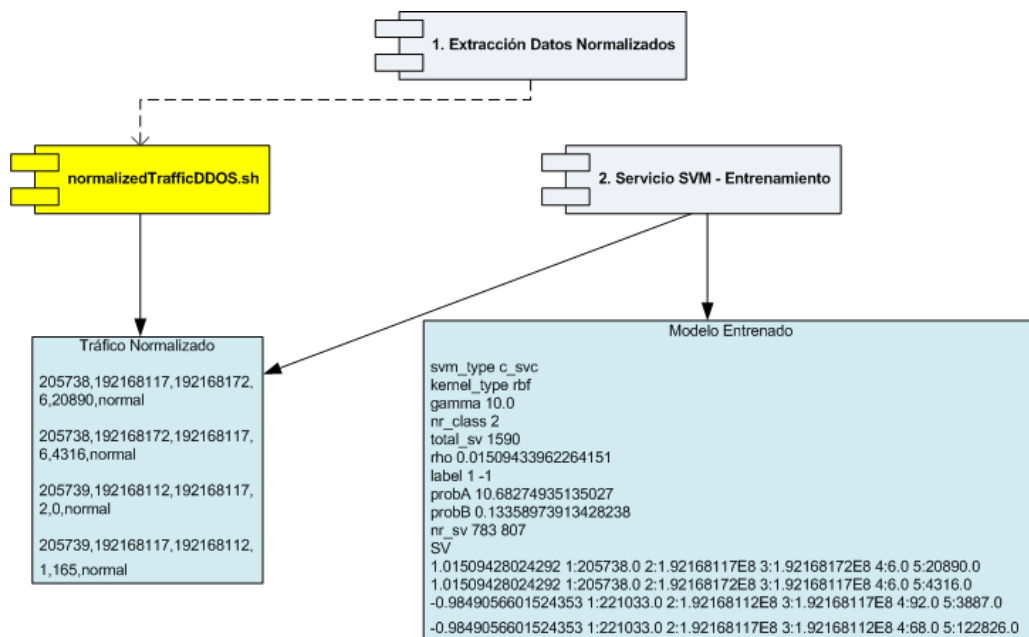 1. Extracción Datos Normalizados
normalizedTrafficDDOS.sh
2. Servicio SVM - Entrenamiento
Tráfico Normalizado
205738,192168117,192168172,
6,20890,normal
205738,192168172,192168117,
6,4316,normal
205739,192168112,192168117,
2,0,normal
205739,192168117,192168112,
1,165,normal
Modelo Entrenado
svm_type c_svc
kernel_type rbf
gamma 10.0
nr_class 2
total_sv 1590
rho 0.01509433962264151
label 1 -1
probA 10.68274935135027
probB 0.13358973913428238
nr_sv 783 807
SV
1.01509428024292 1:205738.0 2:1.92168117E8 3:1.92168172E8 4:6.0 5:20890.0
1.01509428024292 1:205738.0 2:1.92168172E8 3:1.92168117E8 4:6.0 5:4316.0
-0.9849056601524353 1:221033.0 2:1.92168112E8 3:1.92168117E8 4:92.0 5:3887.0
-0.9849056601524353 1:221033.0 2:1.92168117E8 3:1.92168112E8 4:68.0 5:122826.0